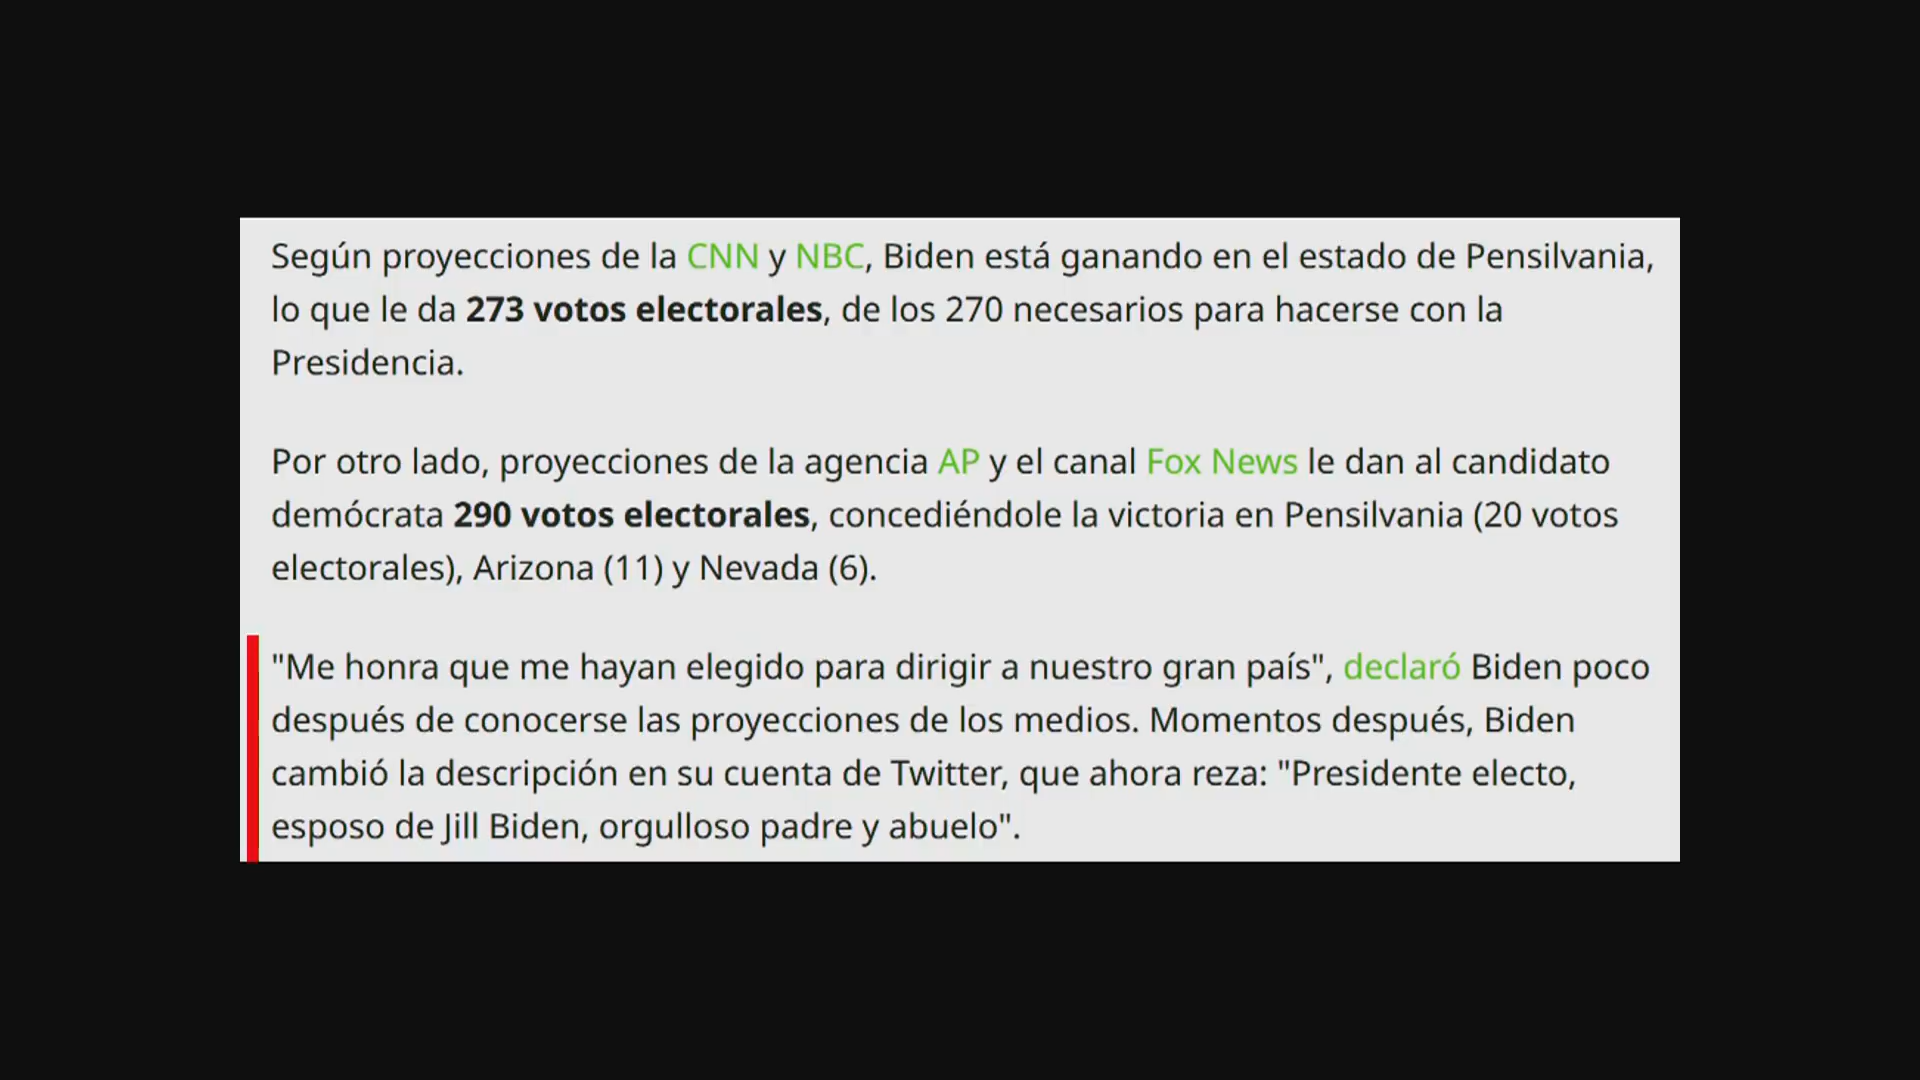 Según proyecciones de la CNN y NBC, Biden está ganando en el estado de Pensilvania,
lo que le da 273 votos electorales, de los 270 necesarios para hacerse con la
Presidencia.
Por otro lado, proyecciones de la agencia AP y el canal Fox News le dan al candidato
demócrata 290 votos electorales, concediéndole la victoria en Pensilvania (20 votos
electorales), Arizona (11) y Nevada (6).
"Me honra que me hayan elegido para dirigir a nuestro gran país", declaró Biden poco
después de conocerse las proyecciones de los medios. Momentos después, Biden
cambió la descripción en su cuenta de Twitter, que ahora reza: "Presidente electo,
esposo de Jill Biden, orgulloso padre y abuelo".